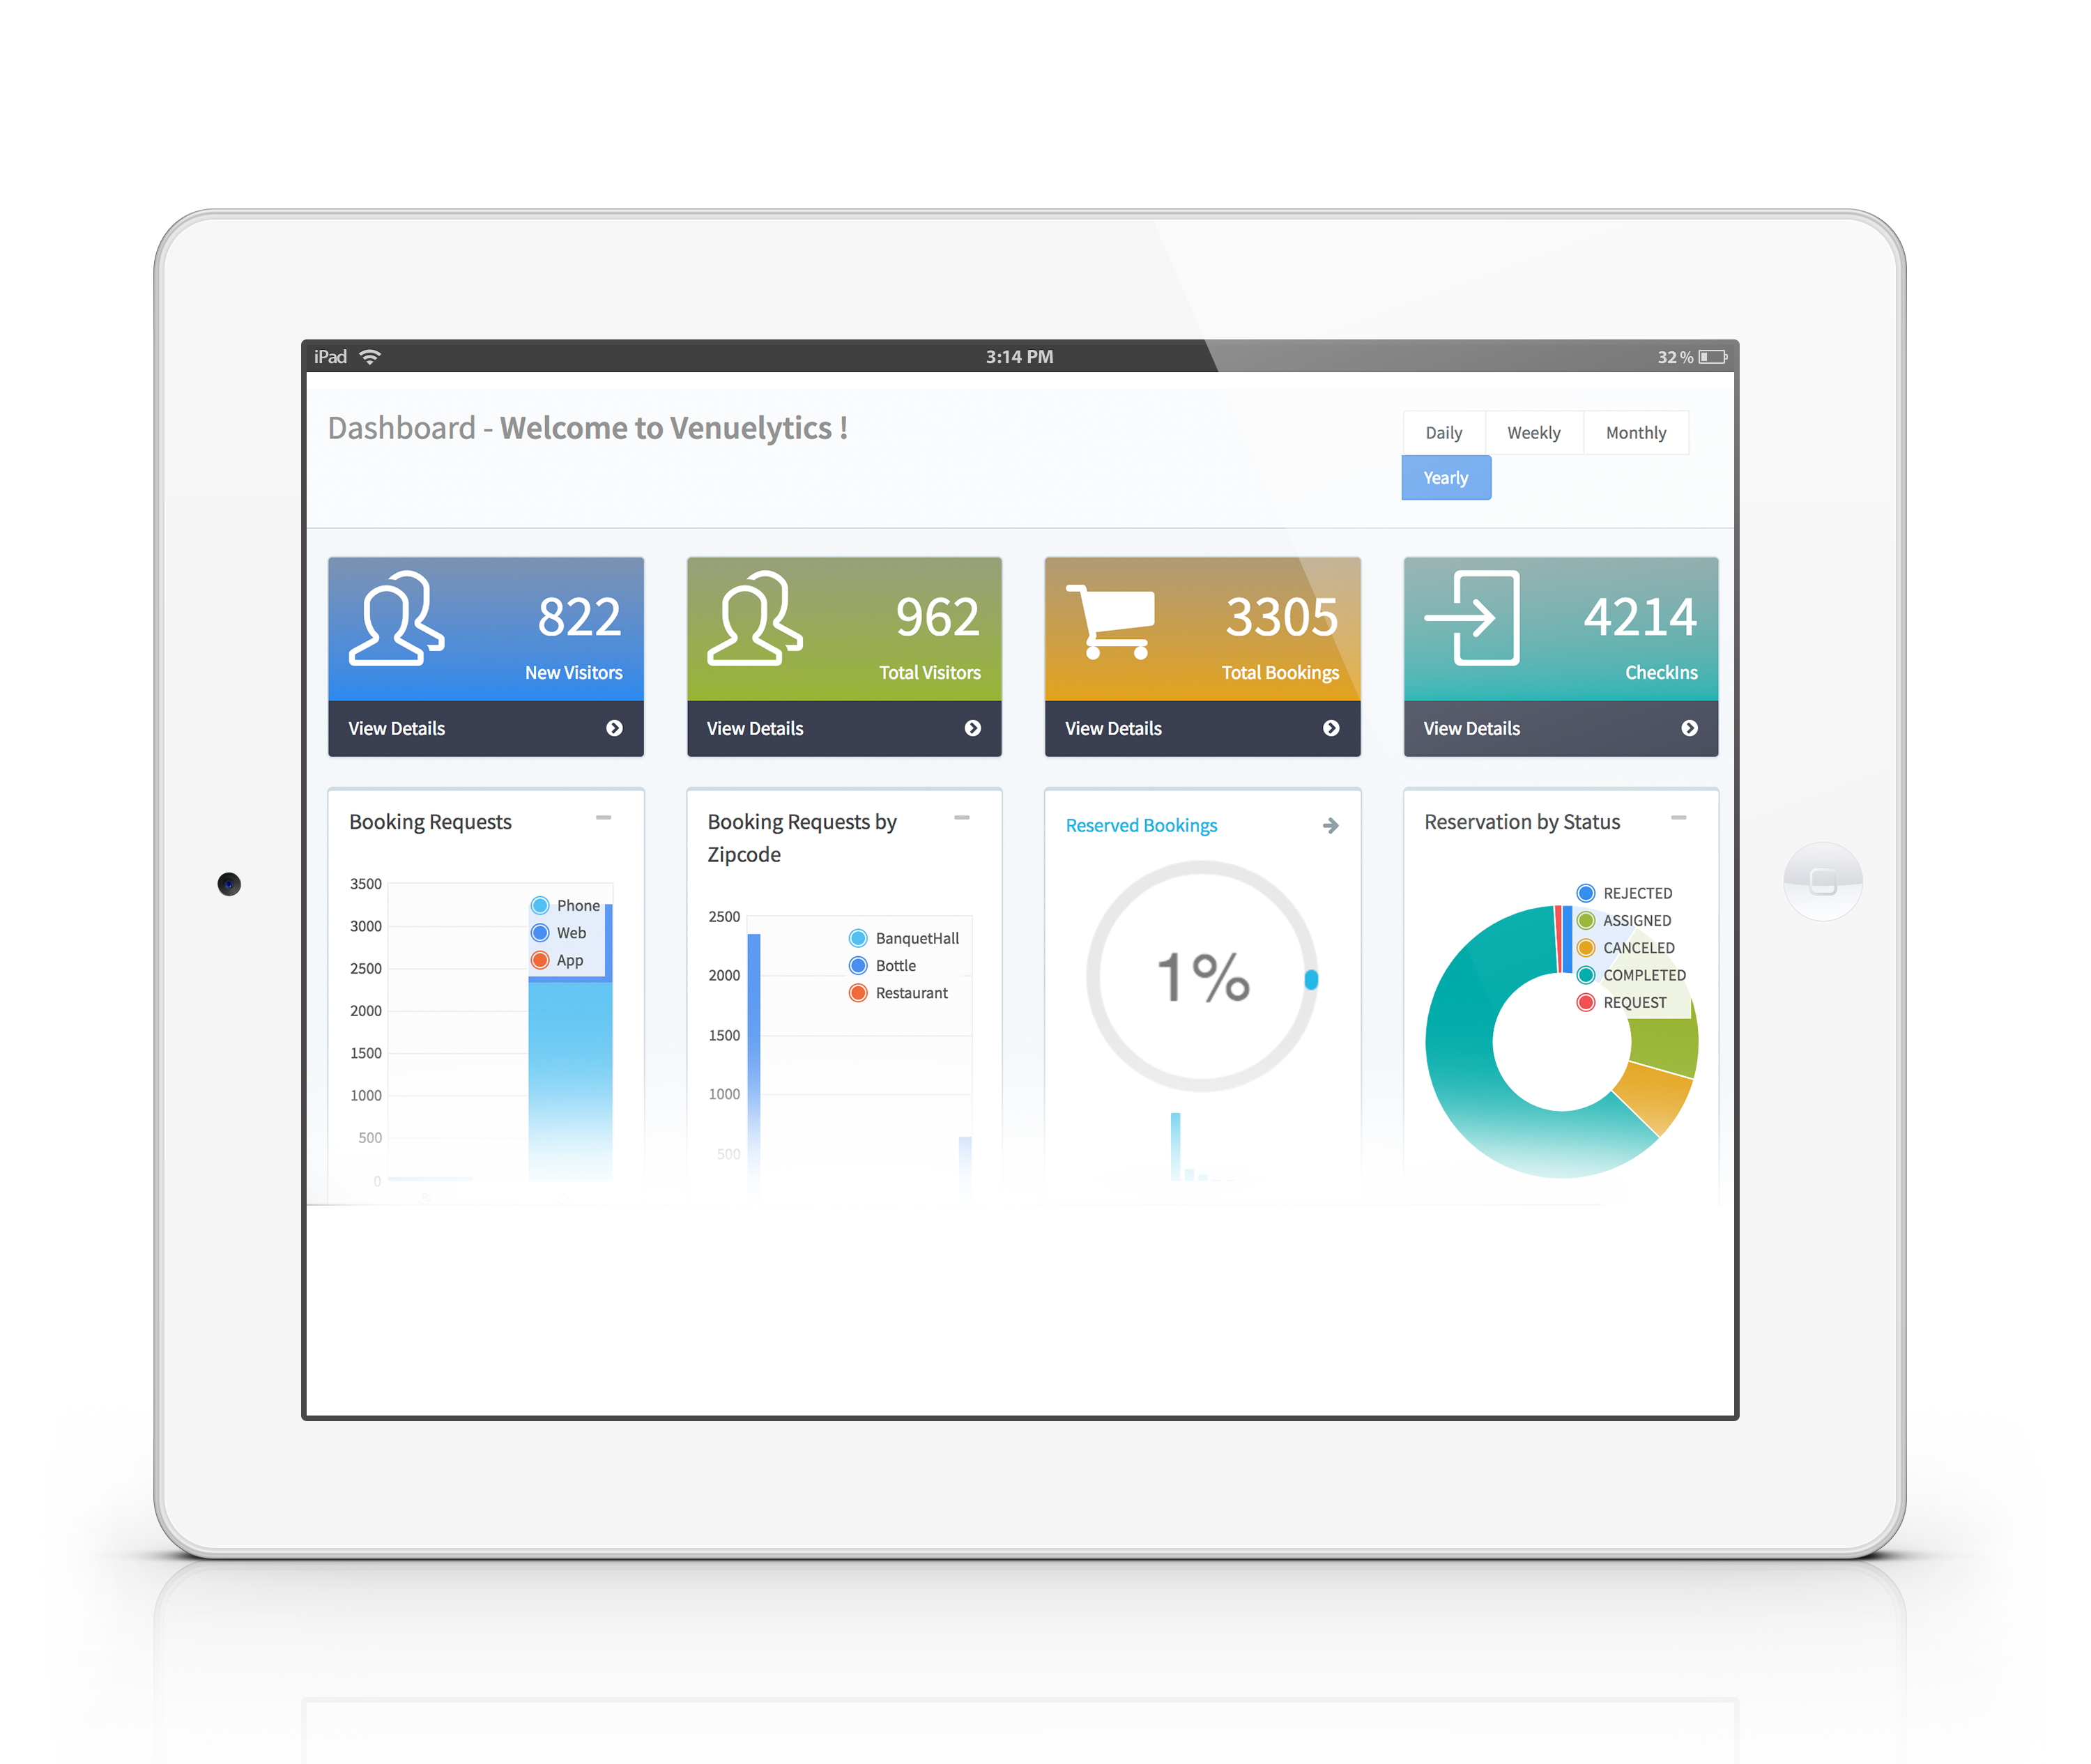 iPad
3:14 PM
32 %
Dashboard - Welcome to Venuelytics !
Daily
Weekly
Monthly
Yearly
822
New Visitors
View Details
962
Total Visitors
View Details
3305
Total Bookings
View Details
4214
CheckIns
View Details
Booking Requests
3500
3000
2500
2000
1500
1000
500
0
Phone
Web
App
Booking Requests by
Zipcode
2500
2000
1500
1000
500
BanquetHall
Bottle
Restaurant
Reserved Bookings
1%
Reservation by Status
REJECTED
ASSIGNED
CANCELED
COMPLETED
REQUEST